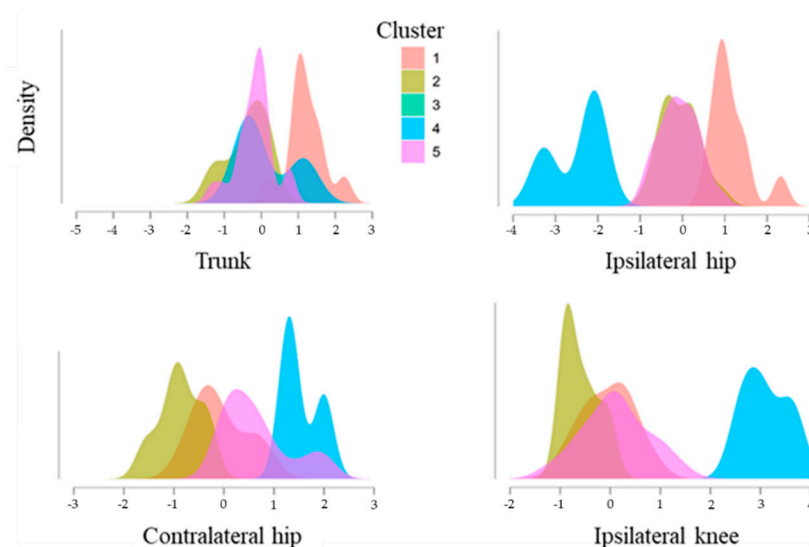 Cluster
1
2
3
4
5
Density
-5 -4 -3 -2 -1 0 1 2 3
Trunk
-4 -3 -2 -1 0 1 2 3
Ipsilateral hip
-3 -2 -1 0 1 2 3
Contralateral hip
-2 -1 0 1 2 3
Ipsilateral knee